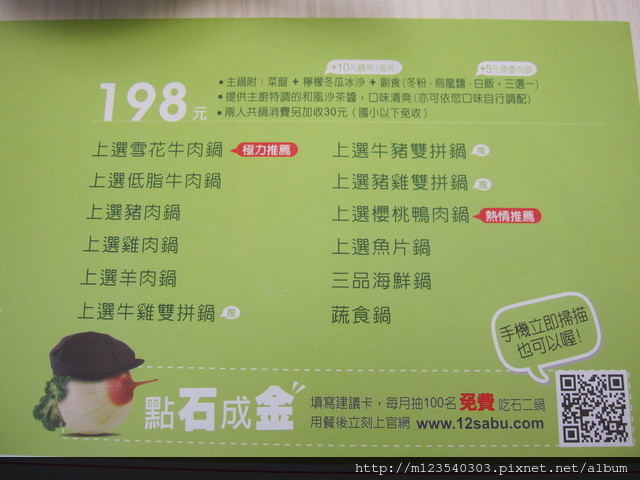 +10元續杯(兩杯)
+5元換魯肉飯
198元
•主鍋附:菜盤 + 檸檬冬瓜冰沙 + 副食(冬粉、烏龍麵、白飯,三選一)
•提供主廚特調的和風沙茶醬,口味清爽(亦可依您口味自行調配)
•兩人共鍋消費另加收30元(國小以下免收)
上選雪花牛肉鍋 極力推薦
上選低脂牛肉鍋
上選豬肉鍋
上選雞肉鍋
上選羊肉鍋
上選牛雞雙拼鍋 推
上選牛豬雙拼鍋 推
上選豬雞雙拼鍋 推
上選櫻桃鴨肉鍋 熱情推薦
上選魚片鍋
三品海鮮鍋
蔬食鍋
手機立即掃描
也可以喔!
點石成金
填寫建議卡,每月抽100名 免費 吃石二鍋
用餐後立刻上官網 www.12sabu.com
http://m123540303.pixnet.net/album